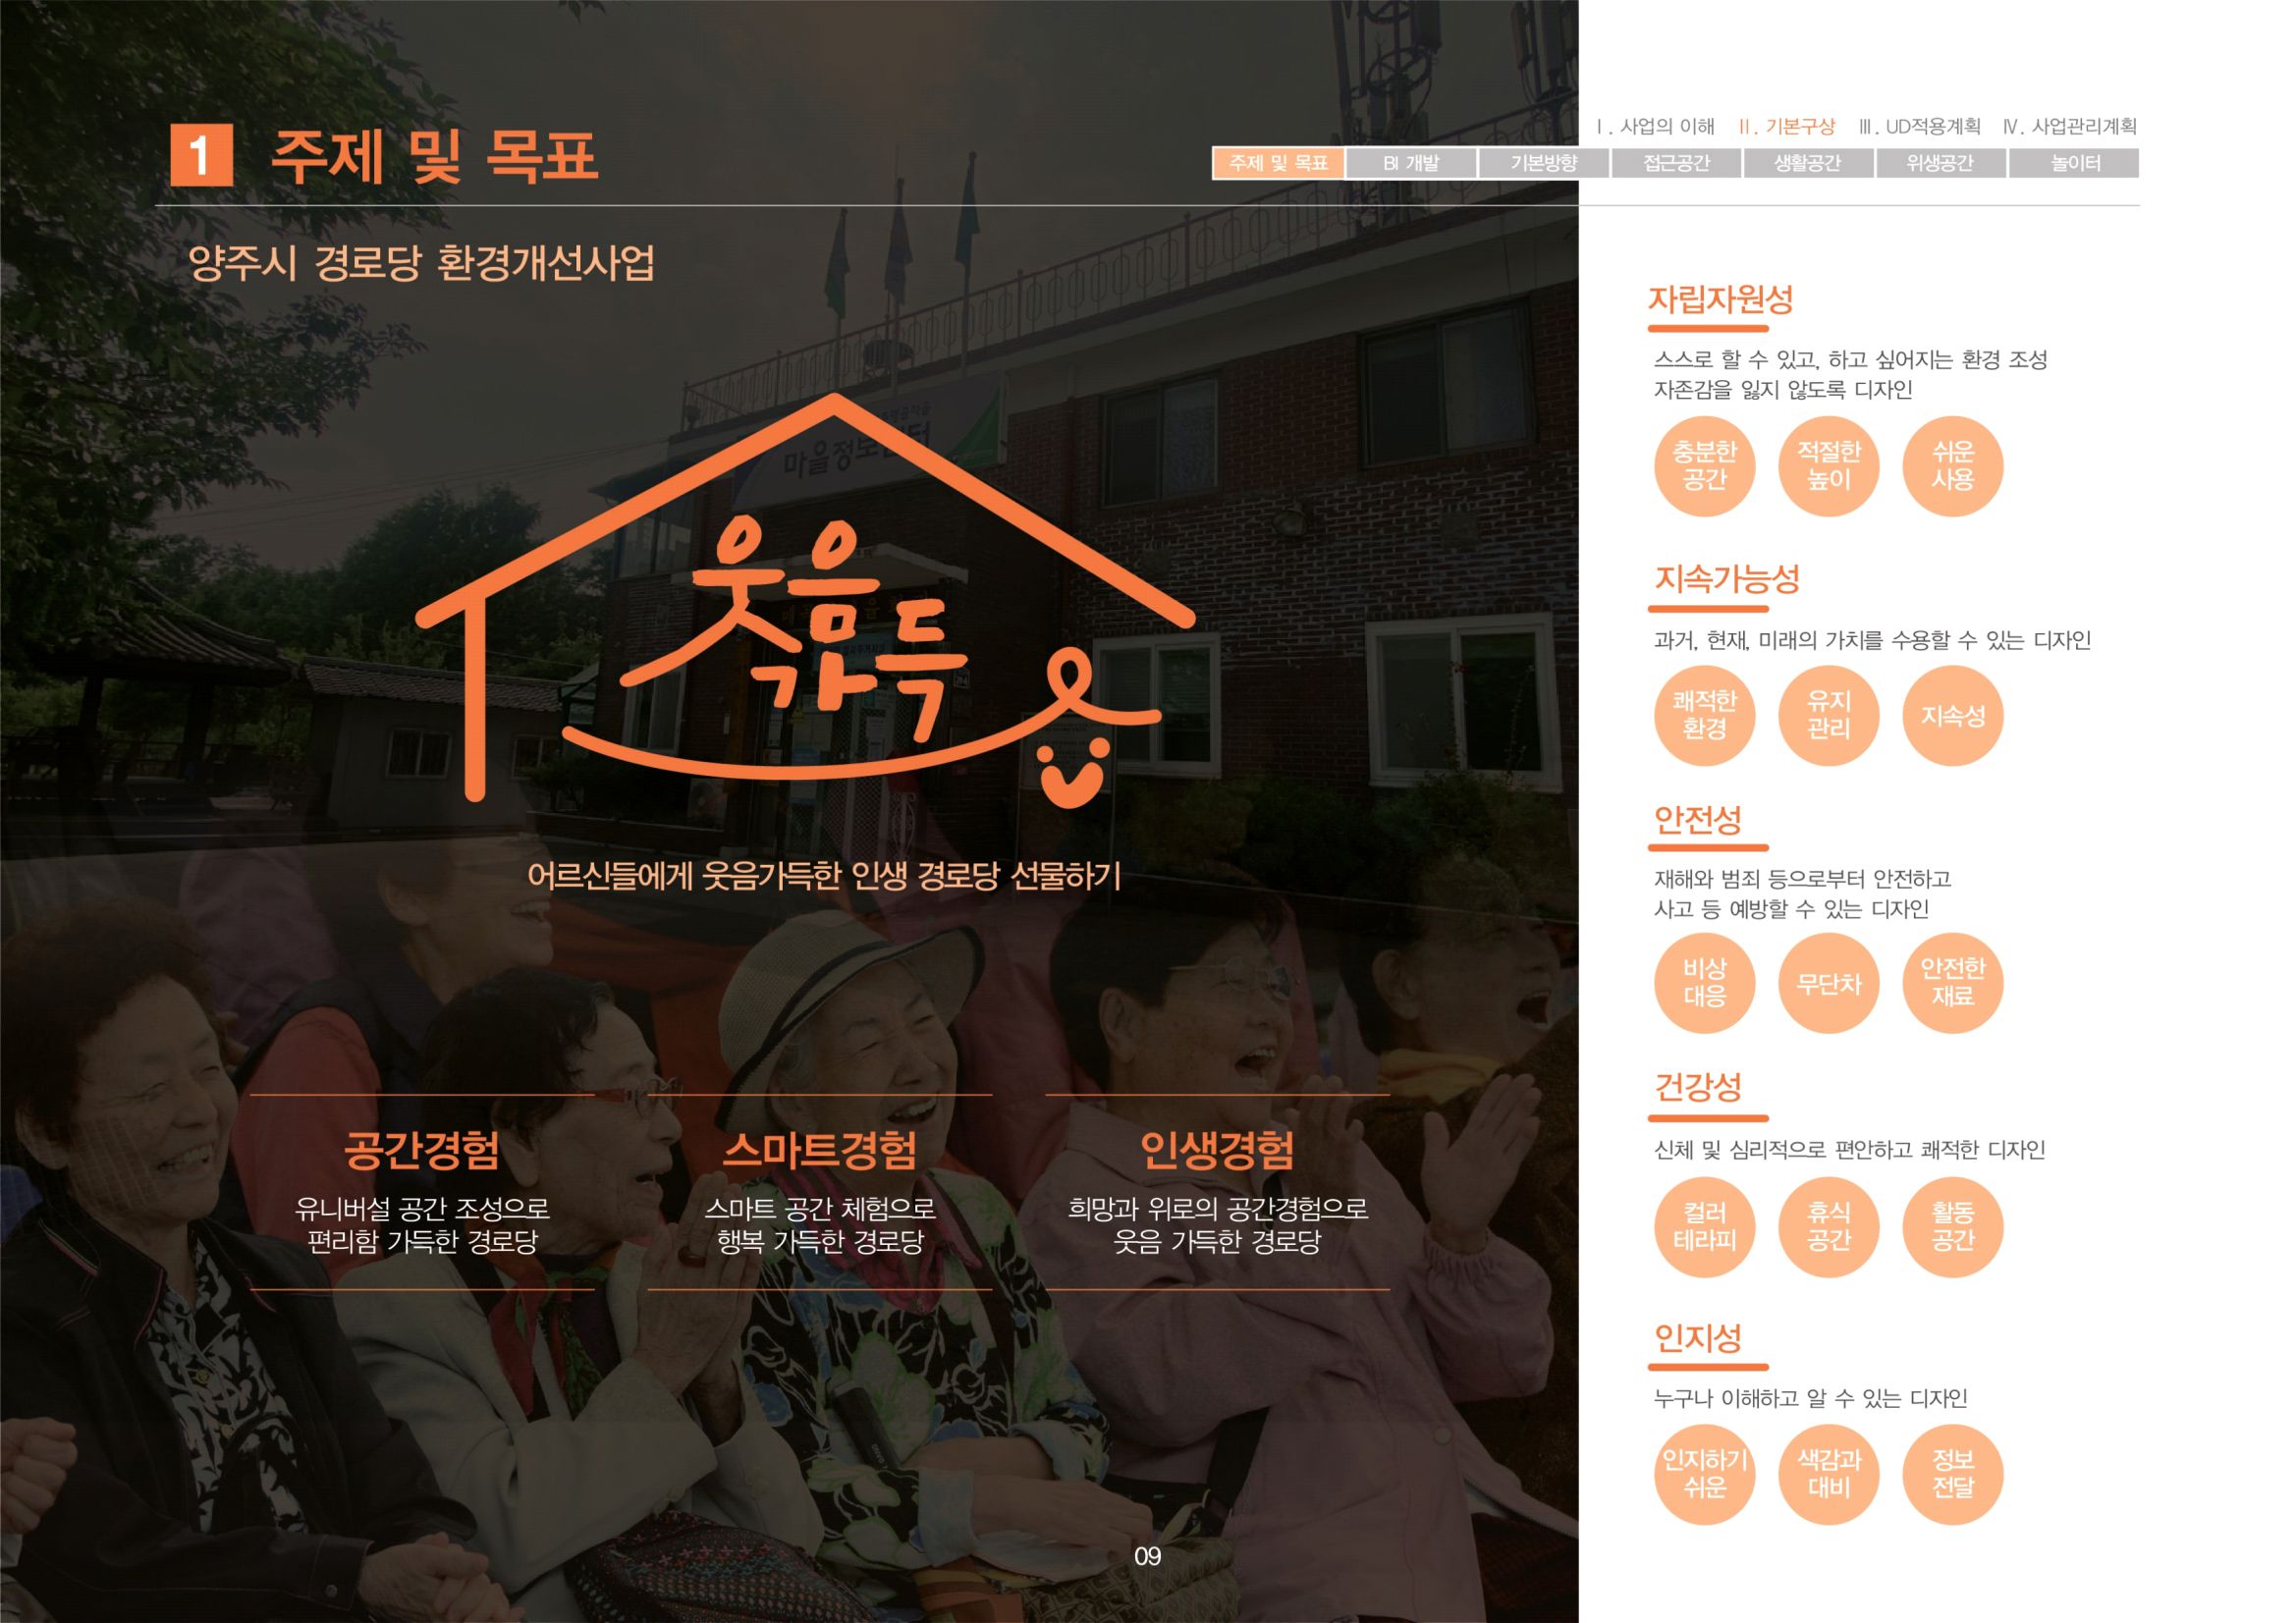 1 주제 및 목표
Ⅰ. 사업의 이해 Ⅱ. 기본구상 Ⅲ. UD적용계획 Ⅳ. 사업관리계획
주제 및 목표 BI 개발 기본방향 접근공간 생활공간 위생공간 놀이터
양주시 경로당 환경개선사업
마을정보센터
웃음
가득
어르신들에게 웃음가득한 인생 경로당 선물하기
공간경험
유니버설 공간 조성으로
편리함 가득한 경로당
스마트경험
스마트 공간 체험으로
행복 가득한 경로당
인생경험
희망과 위로의 공간경험으로
웃음 가득한 경로당
자립자원성
스스로 할 수 있고, 하고 싶어지는 환경 조성
자존감을 잃지 않도록 디자인
충분한 적절한 쉬운
공간 높이 사용
지속가능성
과거, 현재, 미래의 가치를 수용할 수 있는 디자인
쾌적한 유지 지속성
환경 관리
안전성
재해와 범죄 등으로부터 안전하고
사고 등 예방할 수 있는 디자인
비상 무단차 안전한
대응 재료
건강성
신체 및 심리적으로 편안하고 쾌적한 디자인
컬러 휴식 활동
테라피 공간 공간
인지성
누구나 이해하고 알 수 있는 디자인
인지하기 색감과 정보
쉬운 대비 전달
09